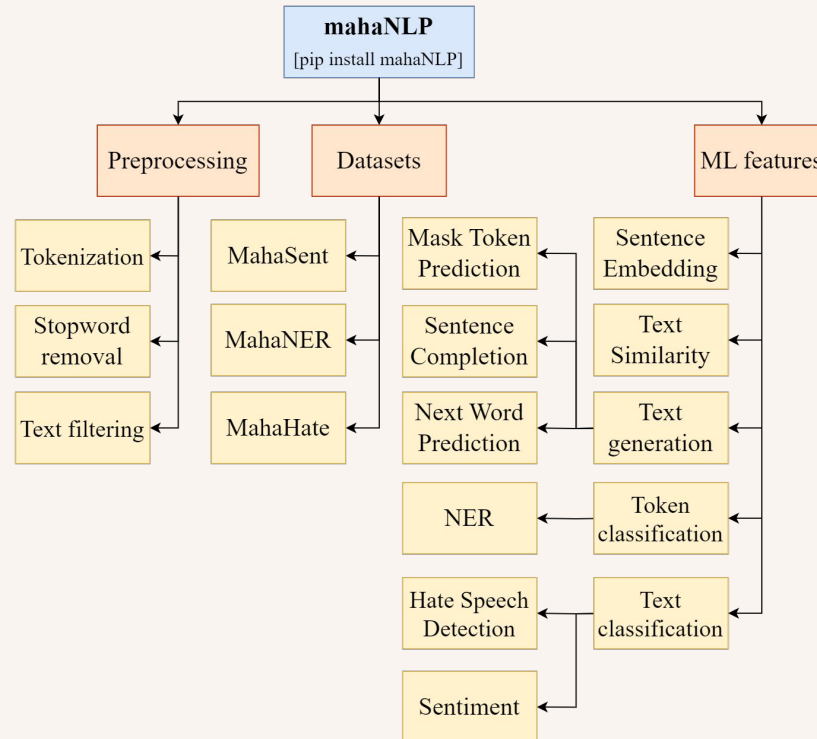 mahaNLP
[pip install mahaNLP]
Preprocessing
Datasets
ML features
Tokenization
MahaSent
Mask Token
Prediction
Sentence
Embedding
Stopword
removal
MahaNER
Sentence
Completion
Text
Similarity
Text filtering
MahaHate
Next Word
Prediction
Text
generation
NER
Token
classification
Hate Speech
Detection
Text
classification
Sentiment